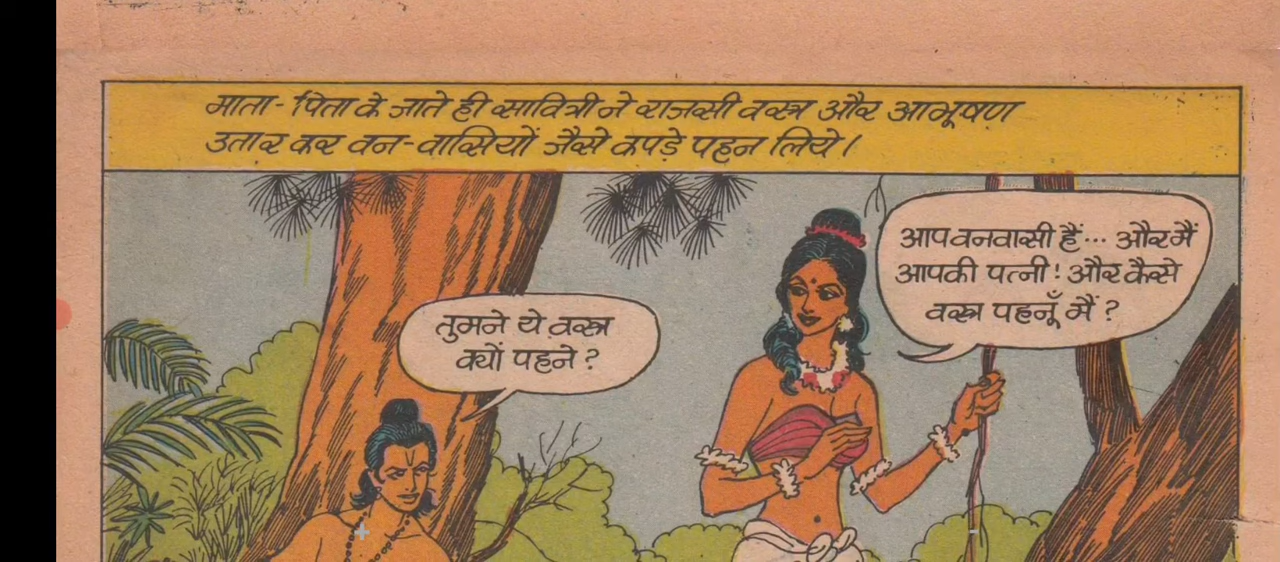 माता-पिता के जाते ही सावित्री ने राजसी वस्त्र और आभूषण
उतार कर वन-वासियों जैसे कपड़े पहन लिये।
तुमने ये वस्त्र
क्यों पहने ?
आप वनवासी हैं... और मैं
आपकी पत्नी! और कैसे
वस्त्र पहनूँ मैं ?